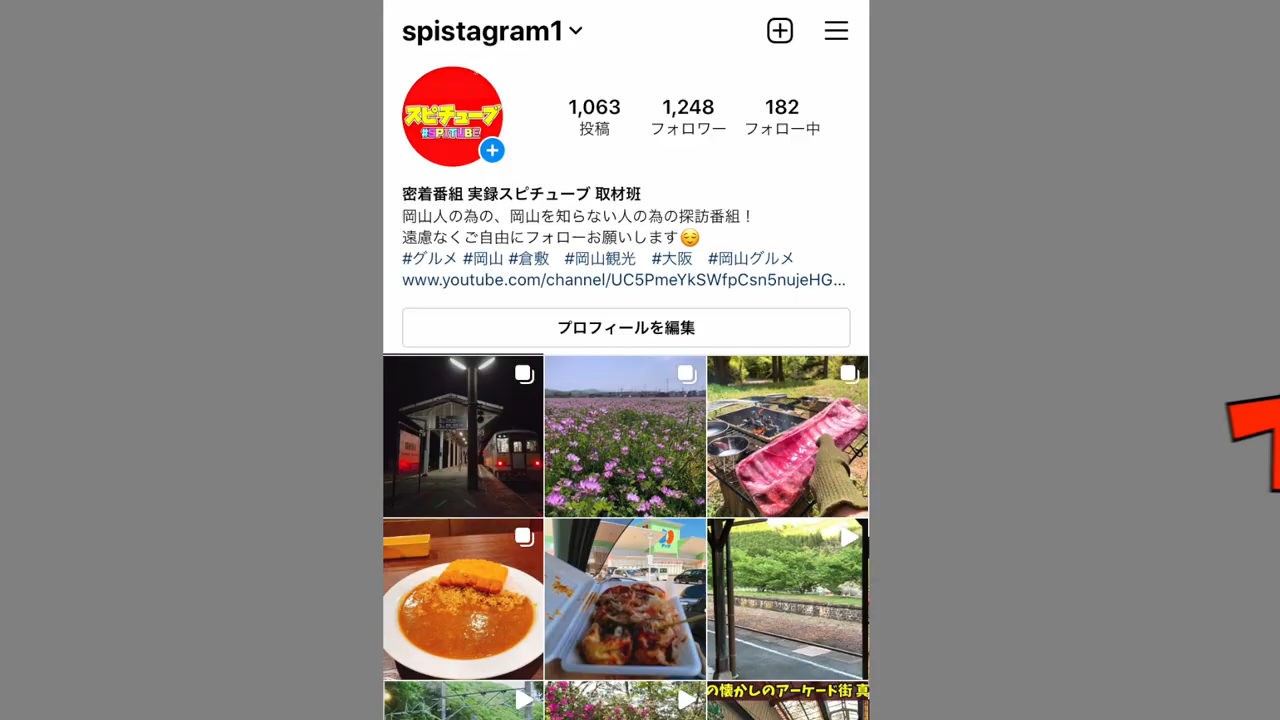 spistagram1
スピチューブ
#SPITUBE
1,063
投稿
1,248
フォロワー
182
フォロー中
密着番組 実録スピチューブ 取材班
岡山人の為の、岡山を知らない人の為の探訪番組！
遠慮なくご自由にフォローお願いします😌
#グルメ #岡山 #倉敷　#岡山観光　#大阪　#岡山グルメ
www.youtube.com/channel/UC5PmeYkSWfpCsn5nujeHG...
プロフィールを編集
の懐かしのアーケード街 真